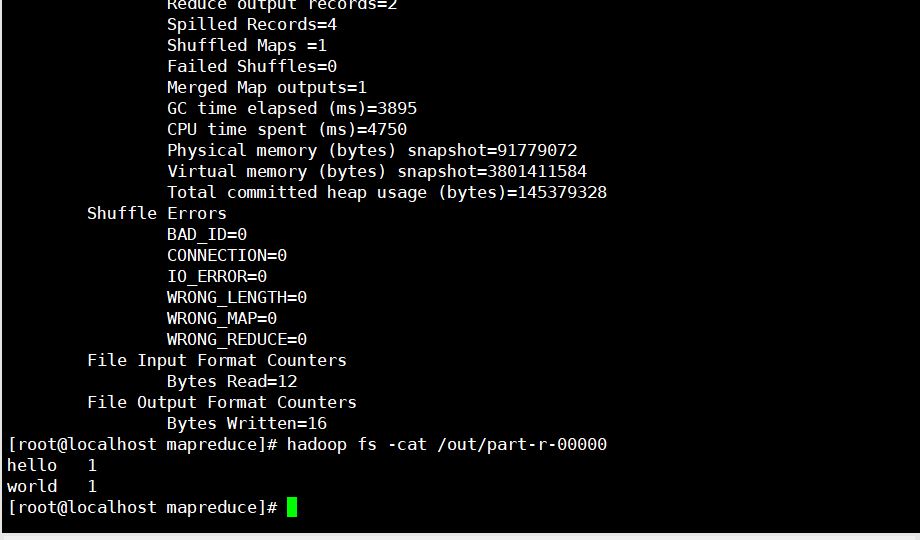 Reduce output records=2
Spilled Records=4
Shuffled Maps =1
Failed Shuffles=0
Merged Map outputs=1
GC time elapsed (ms)=3895
CPU time spent (ms)=4750
Physical memory (bytes) snapshot=91779072
Virtual memory (bytes) snapshot=3801411584
Total committed heap usage (bytes)=145379328
Shuffle Errors
BAD_ID=0
CONNECTION=0
IO_ERROR=0
WRONG_LENGTH=0
WRONG_MAP=0
WRONG_REDUCE=0
File Input Format Counters
Bytes Read=12
File Output Format Counters
Bytes Written=16
[root@localhost mapreduce]# hadoop fs -cat /out/part-r-00000
hello   1
world   1
[root@localhost mapreduce]#